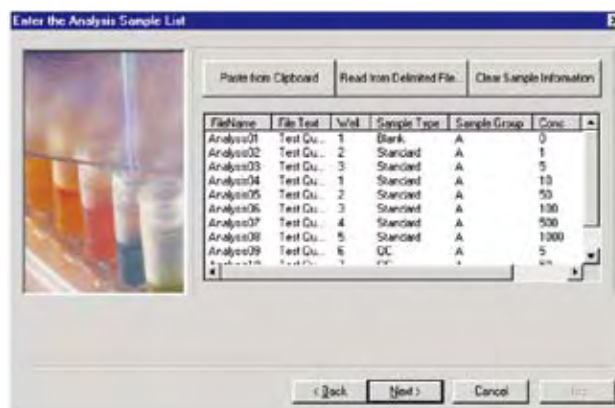 Enter the Analysis Sample List
Paste from Clipboard Read from Delimited File... Clear Sample Information
FileName File Text Well Sample Type Sample Group Conc
Analysis01 Test Qu... 1 Blank A 0
Analysis02 Test Qu... 2 Standard A 1
Analysis03 Test Qu... 3 Standard A 5
Analysis04 Test Qu... 1 Standard A 10
Analysis05 Test Qu... 2 Standard A 50
Analysis06 Test Qu... 3 Standard A 100
Analysis07 Test Qu... 4 Standard A 500
Analysis08 Test Qu... 5 Standard A 1000
Analysis09 Test Qu... 6 QC A 5
< Back Next > Cancel